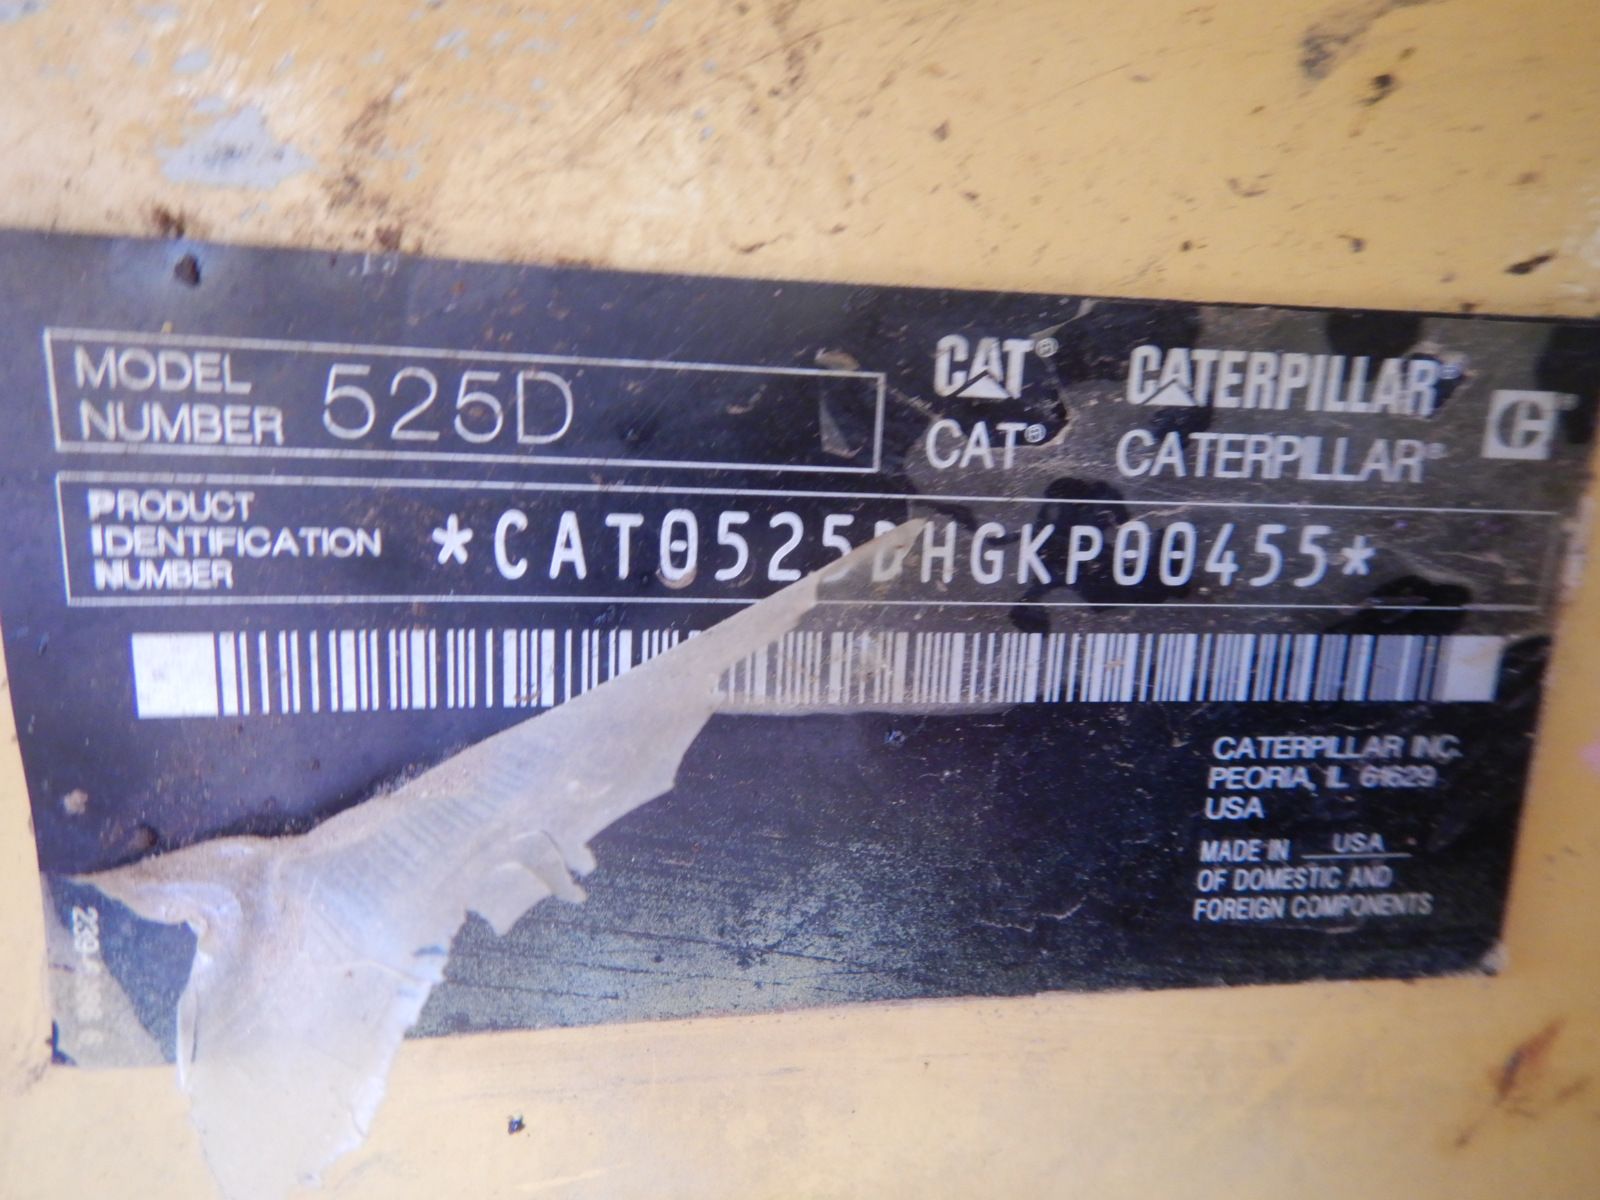 MODEL
NUMBER 525D
CAT® CATERPILLAR®
CAT® CATERPILLAR®
PRODUCT
IDENTIFICATION
NUMBER
*CAT0525DHGKP00455*
CATERPILLAR INC.
PEORIA, IL 61629
USA
MADE IN USA
OF DOMESTIC AND
FOREIGN COMPONENTS